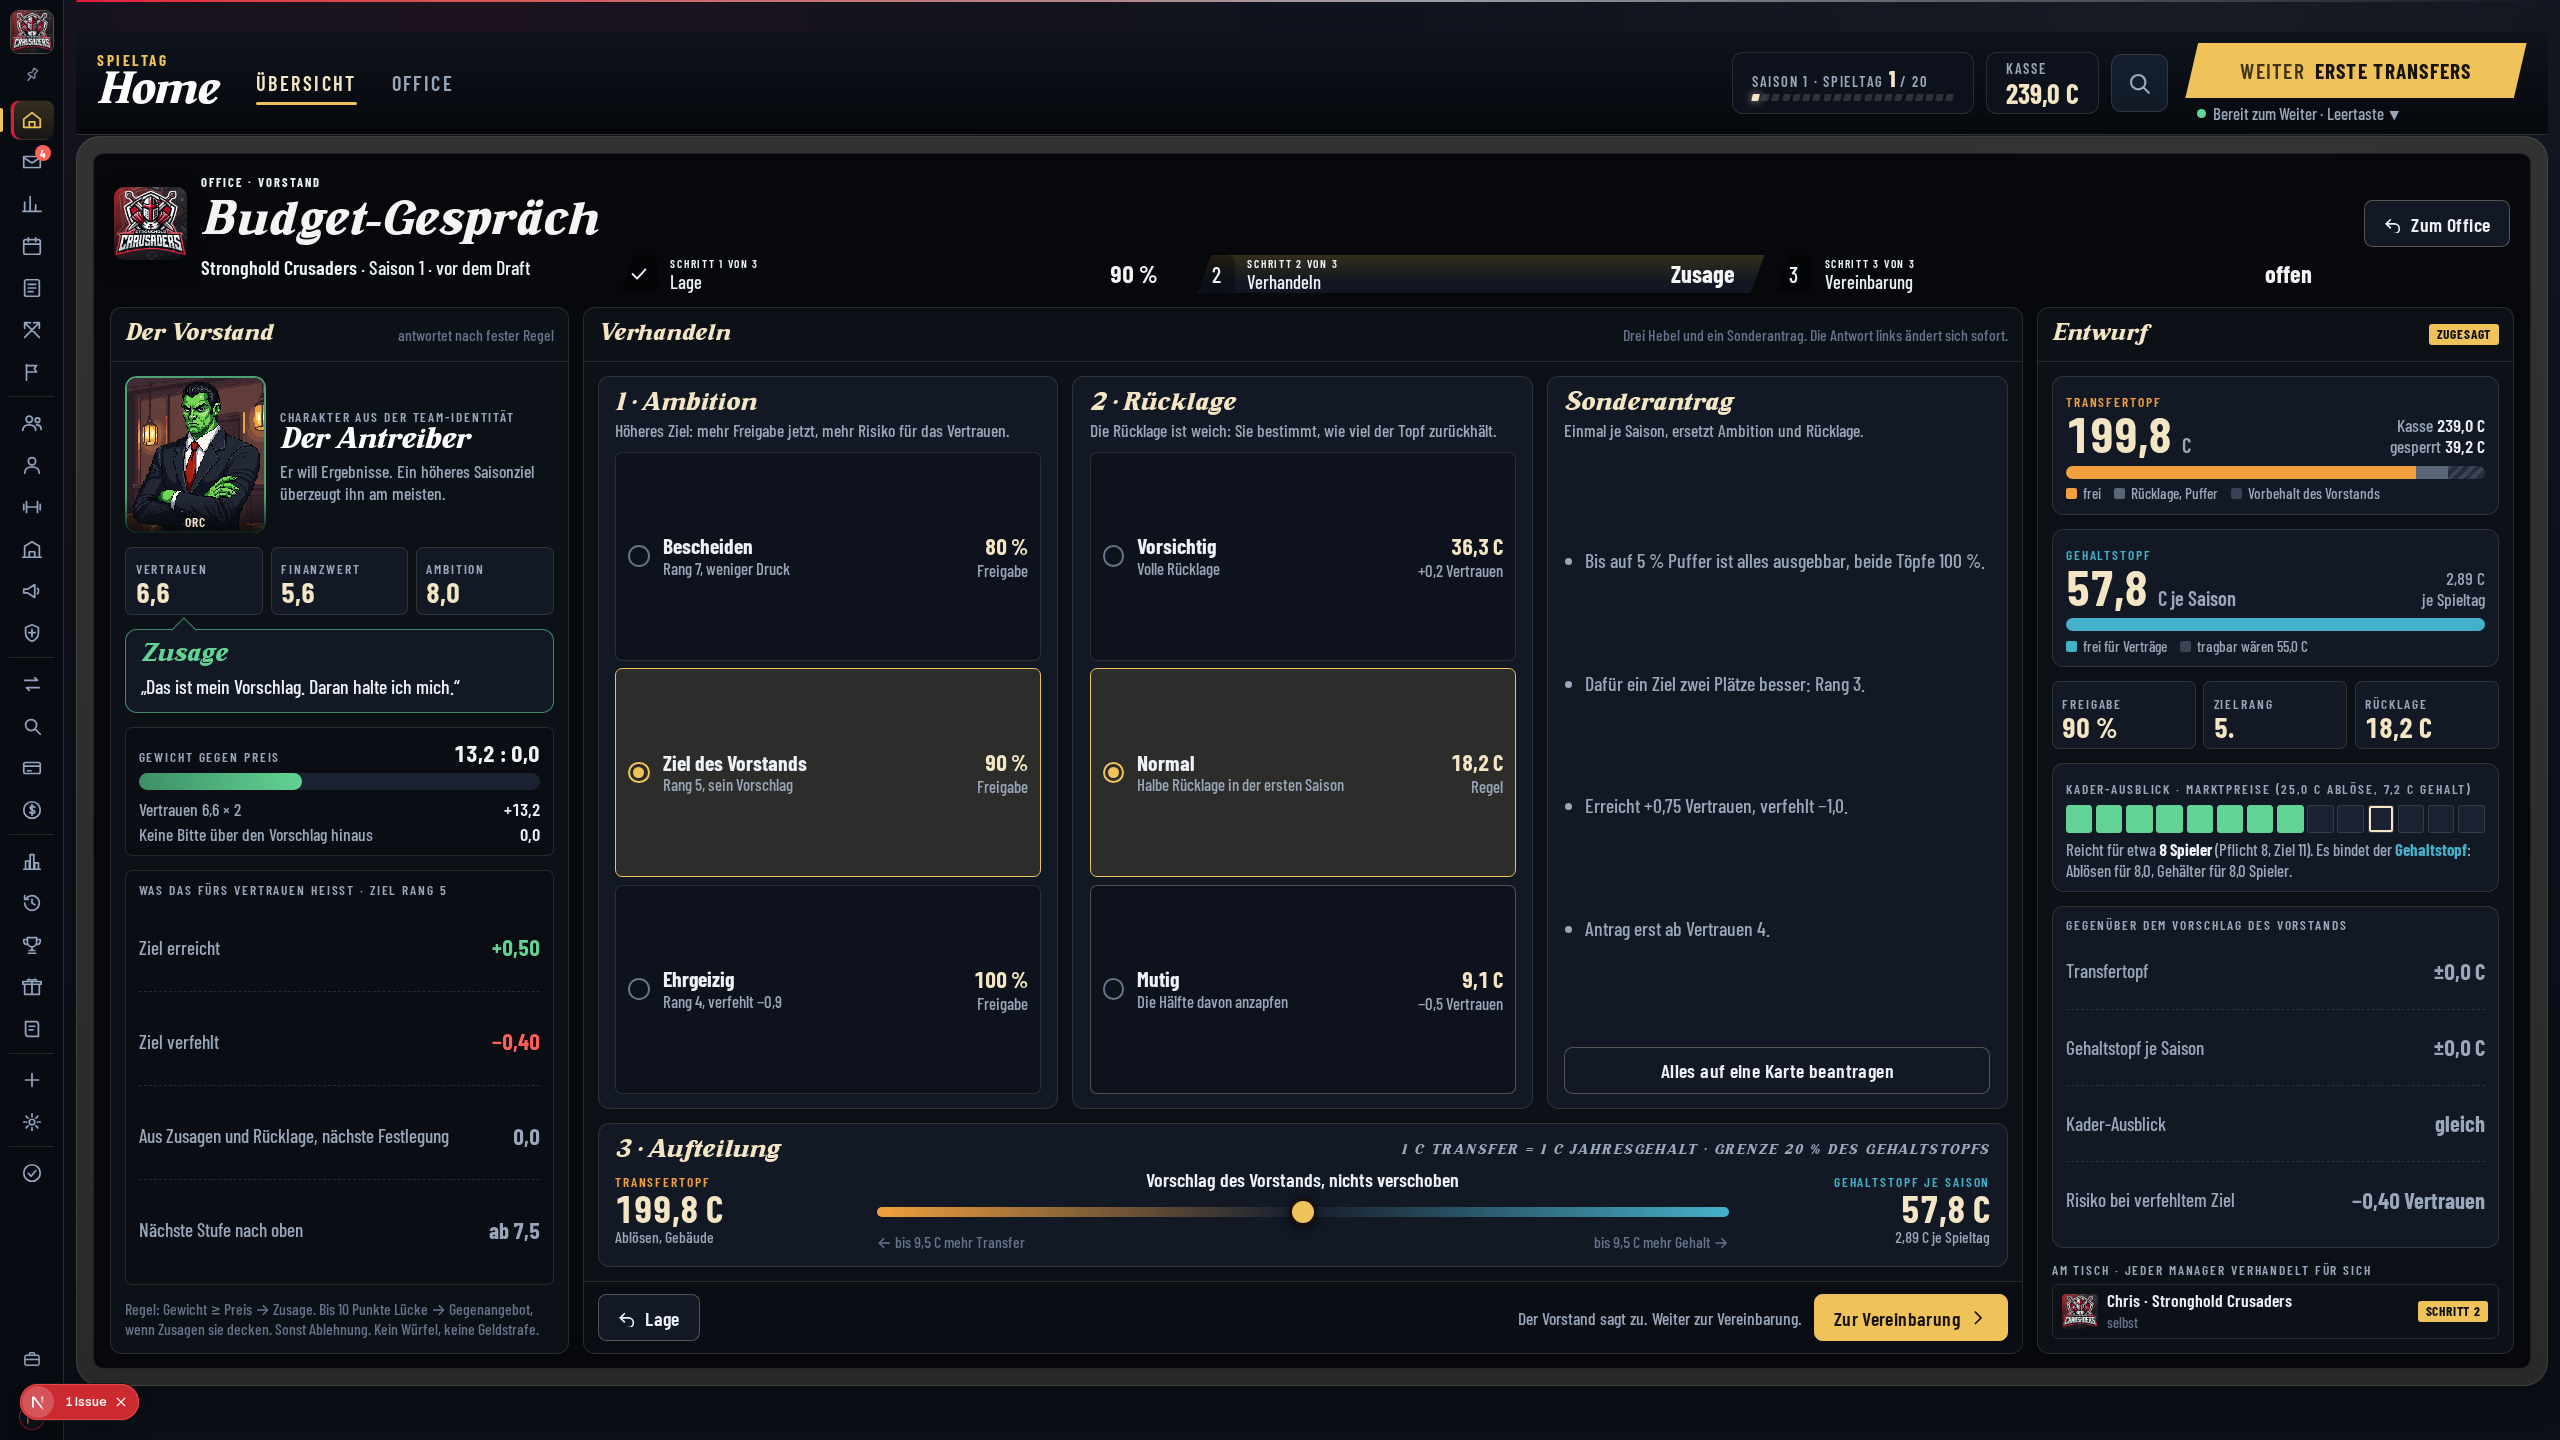 SPIELTAG
Home
ÜBERSICHT
OFFICE
SAISON 1 · SPIELTAG 1 / 20
KASSE
239,0 C
WEITER ERSTE TRANSFERS
Bereit zum Weiter · Leertaste ▼
4
CRUSADERS
OFFICE · VORSTAND
Budget-Gespräch
Stronghold Crusaders · Saison 1 · vor dem Draft
Zum Office
SCHRITT 1 VON 3
Lage
90 %
2
SCHRITT 2 VON 3
Verhandeln
Zusage
3
SCHRITT 3 VON 3
Vereinbarung
offen
Der Vorstand
antwortet nach fester Regel
ORC
CHARAKTER AUS DER TEAM-IDENTITÄT
Der Antreiber
Er will Ergebnisse. Ein höheres Saisonziel
überzeugt ihn am meisten.
VERTRAUEN
6,6
FINANZWERT
5,6
AMBITION
8,0
Zusage
„Das ist mein Vorschlag. Daran halte ich mich.“
GEWICHT GEGEN PREIS
13,2 : 0,0
Vertrauen 6,6 × 2
+13,2
Keine Bitte über den Vorschlag hinaus
0,0
WAS DAS FÜRS VERTRAUEN HEISST · ZIEL RANG 5
Ziel erreicht
+0,50
Ziel verfehlt
−0,40
Aus Zusagen und Rücklage, nächste Festlegung
0,0
Nächste Stufe nach oben
ab 7,5
Regel: Gewicht ≥ Preis → Zusage. Bis 10 Punkte Lücke → Gegenangebot,
wenn Zusagen sie decken. Sonst Ablehnung. Kein Würfel, keine Geldstrafe.
Verhandeln
Drei Hebel und ein Sonderantrag. Die Antwort links ändert sich sofort.
1 · Ambition
Höheres Ziel: mehr Freigabe jetzt, mehr Risiko für das Vertrauen.
Bescheiden
Rang 7, weniger Druck
80 %
Freigabe
Ziel des Vorstands
Rang 5, sein Vorschlag
90 %
Freigabe
Ehrgeizig
Rang 4, verfehlt −0,9
100 %
Freigabe
2 · Rücklage
Die Rücklage ist weich: Sie bestimmt, wie viel der Topf zurückhält.
Vorsichtig
Volle Rücklage
36,3 C
+0,2 Vertrauen
Normal
Halbe Rücklage in der ersten Saison
18,2 C
Regel
Mutig
Die Hälfte davon anzapfen
9,1 C
−0,5 Vertrauen
Sonderantrag
Einmal je Saison, ersetzt Ambition und Rücklage.
• Bis auf 5 % Puffer ist alles ausgebbar, beide Töpfe 100 %.
• Dafür ein Ziel zwei Plätze besser: Rang 3.
• Erreicht +0,75 Vertrauen, verfehlt −1,0.
• Antrag erst ab Vertrauen 4.
Alles auf eine Karte beantragen
3 · Aufteilung
1 C TRANSFER = 1 C JAHRESGEHALT · GRENZE 20 % DES GEHALTSTOPFS
TRANSFERTOPF
199,8 C
Ablösen, Gebäude
Vorschlag des Vorstands, nichts verschoben
← bis 9,5 C mehr Transfer
bis 9,5 C mehr Gehalt →
GEHALTSTOPF JE SAISON
57,8 C
2,89 C je Spieltag
Lage
Der Vorstand sagt zu. Weiter zur Vereinbarung.
Zur Vereinbarung
Entwurf
ZUGESAGT
TRANSFERTOPF
199,8 C
Kasse 239,0 C
gesperrt 39,2 C
frei
Rücklage, Puffer
Vorbehalt des Vorstands
GEHALTSTOPF
57,8 C je Saison
2,89 C
je Spieltag
frei für Verträge
tragbar wären 55,0 C
FREIGABE
90 %
ZIELRANG
5.
RÜCKLAGE
18,2 C
KADER-AUSBLICK · MARKTPREISE (25,0 C ABLÖSE, 7,2 C GEHALT)
Reicht für etwa 8 Spieler (Pflicht 8, Ziel 11). Es bindet der Gehaltstopf:
Ablösen für 8,0, Gehälter für 8,0 Spieler.
GEGENÜBER DEM VORSCHLAG DES VORSTANDS
Transfertopf
±0,0 C
Gehaltstopf je Saison
±0,0 C
Kader-Ausblick
gleich
Risiko bei verfehltem Ziel
−0,40 Vertrauen
AM TISCH · JEDER MANAGER VERHANDELT FÜR SICH
Chris · Stronghold Crusaders
selbst
SCHRITT 2
N
1 Issue